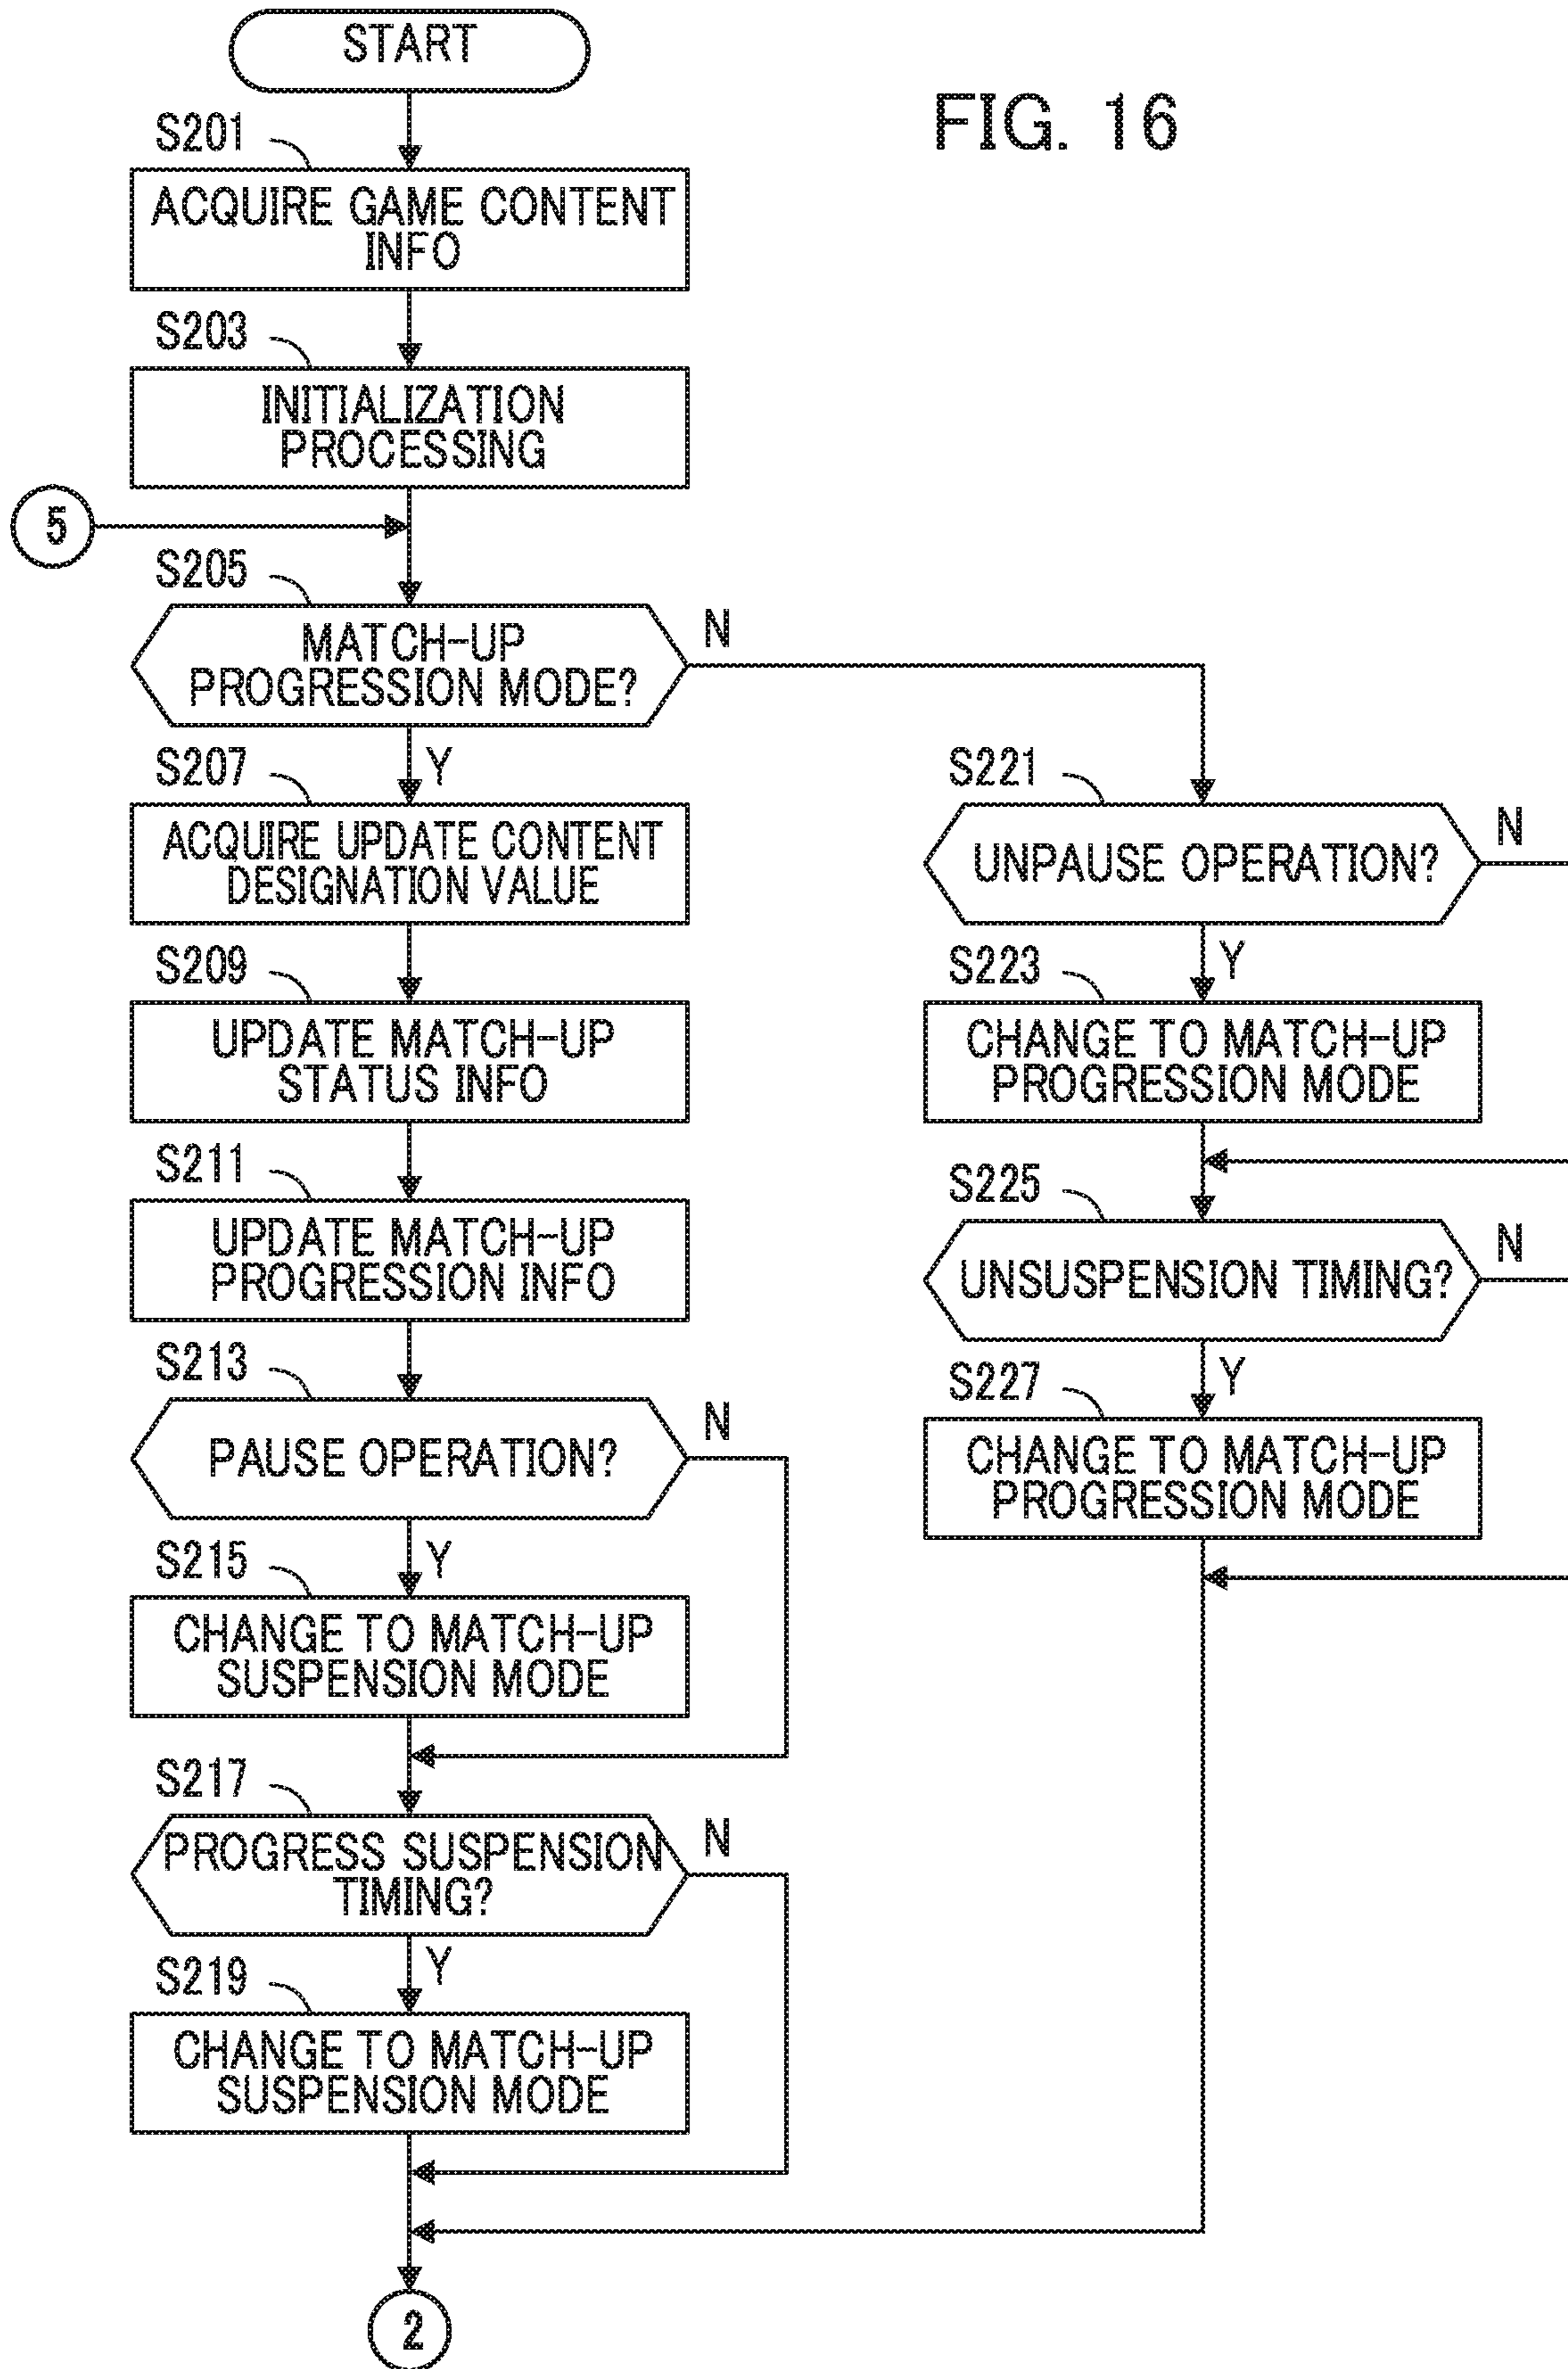 START
FIG. 16
S201
ACQUIRE GAME CONTENT
INFO
S203
INITIALIZATION
PROCESSING
5
S205
MATCH-UP
PROGRESSION MODE?
N
Y
S207
ACQUIRE UPDATE CONTENT
DESIGNATION VALUE
S209
UPDATE MATCH-UP
STATUS INFO
S211
UPDATE MATCH-UP
PROGRESSION INFO
S213
PAUSE OPERATION?
N
Y
S215
CHANGE TO MATCH-UP
SUSPENSION MODE
S217
PROGRESS SUSPENSION
TIMING?
N
Y
S219
CHANGE TO MATCH-UP
SUSPENSION MODE
S221
UNPAUSE OPERATION?
N
Y
S223
CHANGE TO MATCH-UP
PROGRESSION MODE
S225
UNSUSPENSION TIMING?
N
Y
S227
CHANGE TO MATCH-UP
PROGRESSION MODE
2